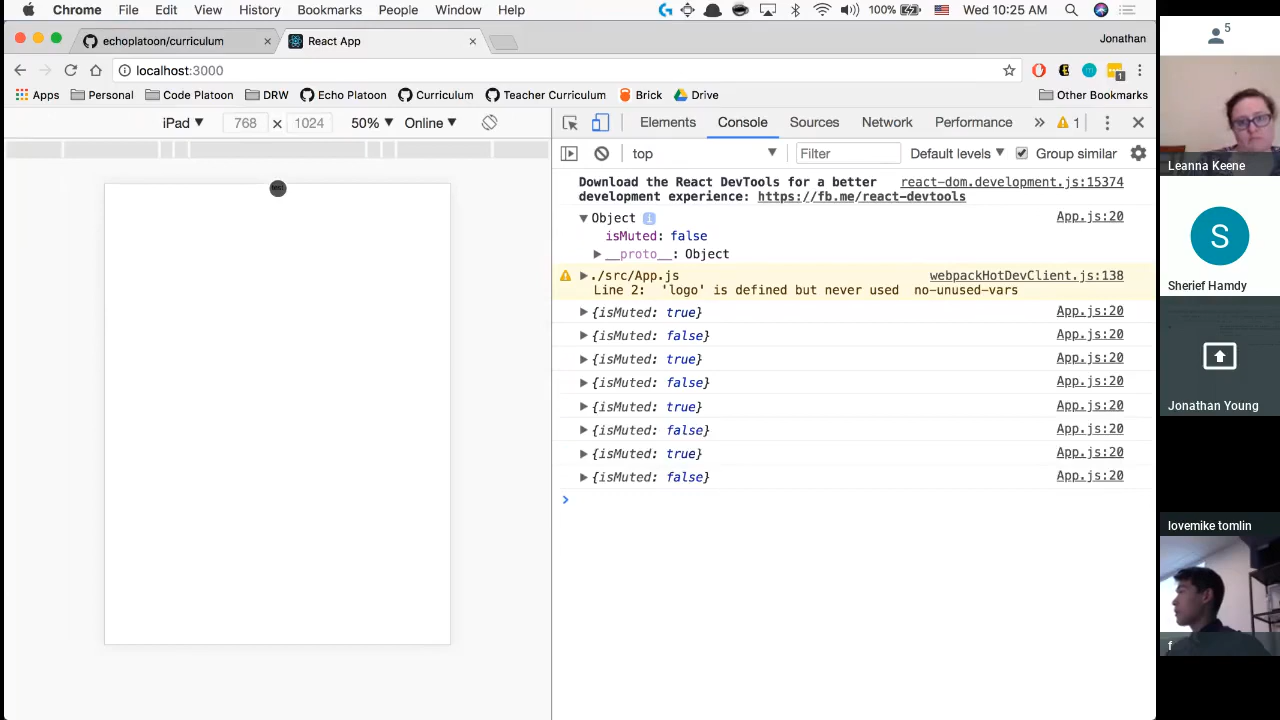 Chrome File Edit View History Bookmarks People Window Help 100% Wed 10:25 AM
echoplatoon/curriculum × React App × Jonathan
localhost:3000
Apps Personal Code Platoon DRW Echo Platoon Curriculum Teacher Curriculum Brick Drive Other Bookmarks
iPad ▼ 768 × 1024 50% ▼ Online ▼
Elements Console Sources Network Performance » 1
top ▼ Filter Default levels ▼ Group similar
Download the React DevTools for a better react-dom.development.js:15374
development experience: https://fb.me/react-devtools
▼Object i App.js:20
isMuted: false
▶__proto__: Object
▶./src/App.js webpackHotDevClient.js:138
Line 2: 'logo' is defined but never used no-unused-vars
▶{isMuted: true} App.js:20
▶{isMuted: false} App.js:20
▶{isMuted: true} App.js:20
▶{isMuted: false} App.js:20
▶{isMuted: true} App.js:20
▶{isMuted: false} App.js:20
▶{isMuted: true} App.js:20
▶{isMuted: false} App.js:20
>
5
Leanna Keene
S
Sherief Hamdy
Jonathan Young
lovemike tomlin
f